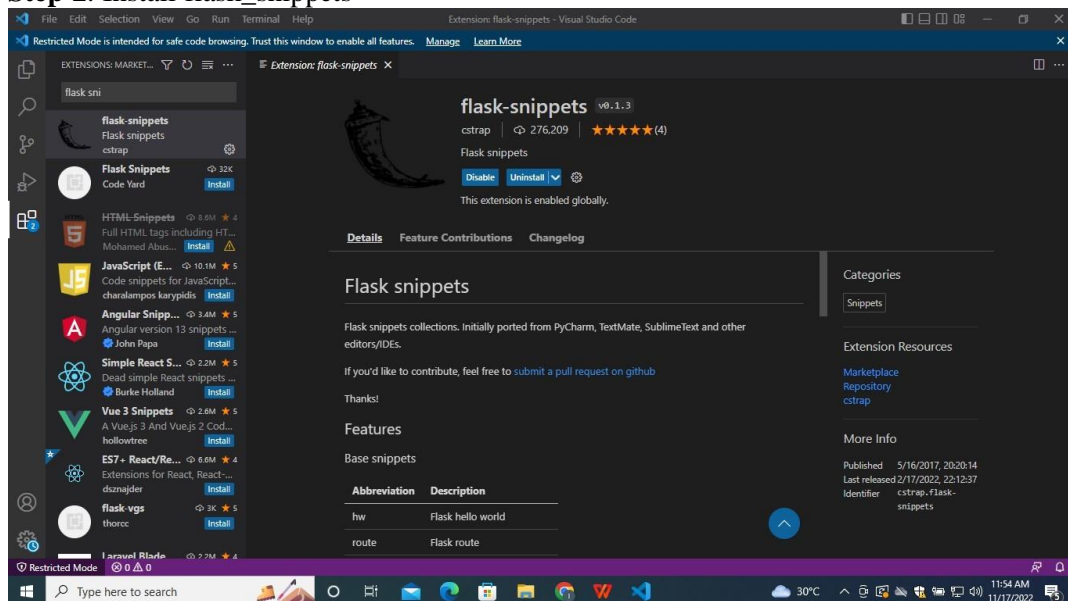 Step 2: Install flask_snippets
File Edit Selection View Go Run Terminal Help
Extension: flask-snippets - Visual Studio Code
Restricted Mode is intended for safe code browsing. Trust this window to enable all features. Manage Learn More
EXTENSIONS: MARKET...
Extension: flask-snippets
flask sni
flask-snippets
Flask snippets
cstrap
Flask Snippets 32K
Code Yard Install
HTML Snippets 8.6M ★ 4
Full HTML tags including HT...
Mohamed Abus... Install
JavaScript (E... 10.1M ★ 5
Code snippets for JavaScript...
charalampos karypidis Install
Angular Snipp... 3.4M ★ 5
Angular version 13 snippets ...
John Papa Install
Simple React S... 2.2M ★ 5
Dead simple React snippets ...
Burke Holland Install
Vue 3 Snippets 2.6M ★ 5
A Vue.js 3 And Vue.js 2 Cod...
hollowtree Install
ES7+ React/Re... 6.6M ★ 4
Extensions for React, React-...
dsznajder Install
flask-vgs 3K ★ 5
thorcc Install
Laravel Blade 2.2M ★ 4
flask-snippets v0.1.3
cstrap 276,209 ★★★★★(4)
Flask snippets
Disable Uninstall
This extension is enabled globally.
Details Feature Contributions Changelog
Flask snippets
Flask snippets collections. Initially ported from PyCharm, TextMate, SublimeText and other
editors/IDEs.
If you'd like to contribute, feel free to submit a pull request on github
Thanks!
Features
Base snippets
Abbreviation Description
hw Flask hello world
route Flask route
Categories
Snippets
Extension Resources
Marketplace
Repository
cstrap
More Info
Published 5/16/2017, 20:20:14
Last released 2/17/2022, 22:12:37
Identifier cstrap.flask-
snippets
2
Restricted Mode 0 0
Type here to search
30°C
11:54 AM
11/17/2022
5